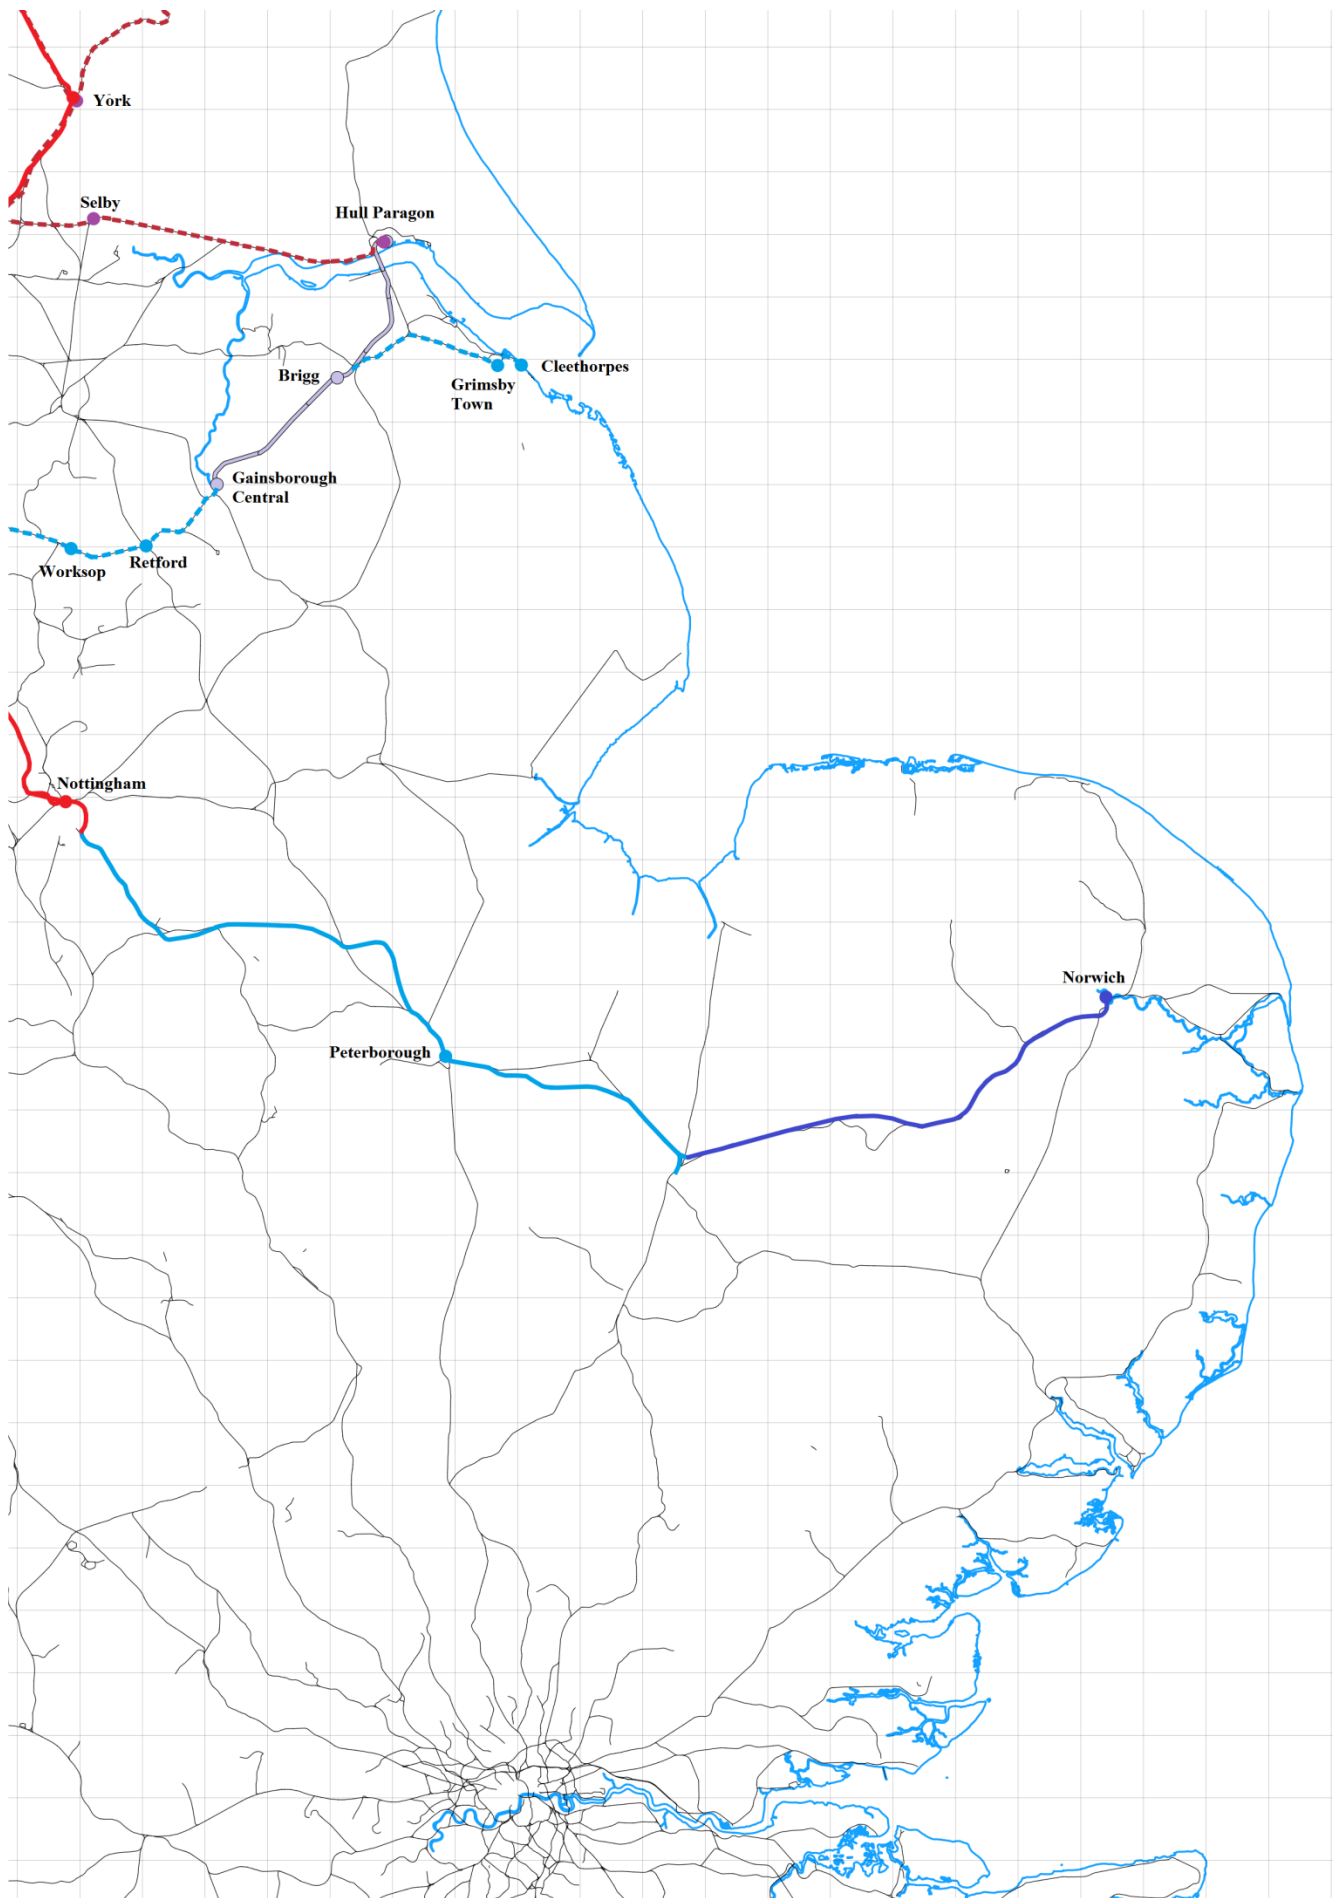 York
Selby
Hull Paragon
Brigg
Cleethorpes
Grimsby
Town
Gainsborough
Central
Retford
Worksop
Nottingham
Norwich
Peterborough